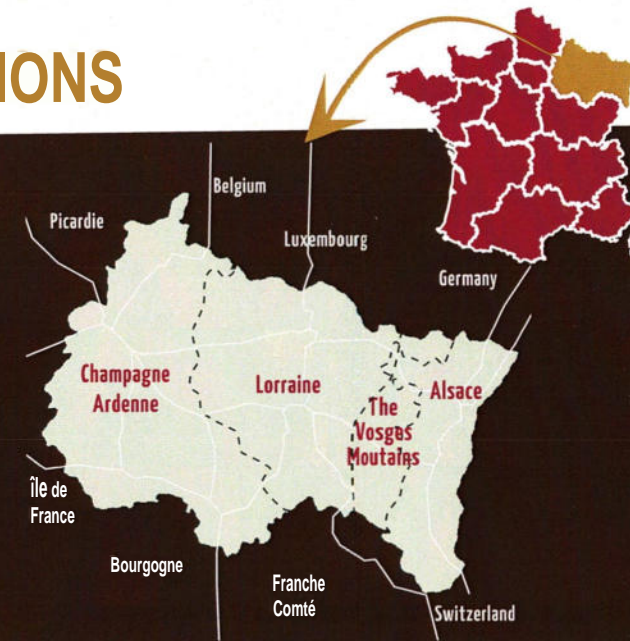 IONS
Belgium
Picardie
Luxembourg
Germany
Champagne
Ardenne
Lorraine
Alsace
The
Vosges
Moutains
île de
France
Bourgogne
Franche
Comté
Switzerland